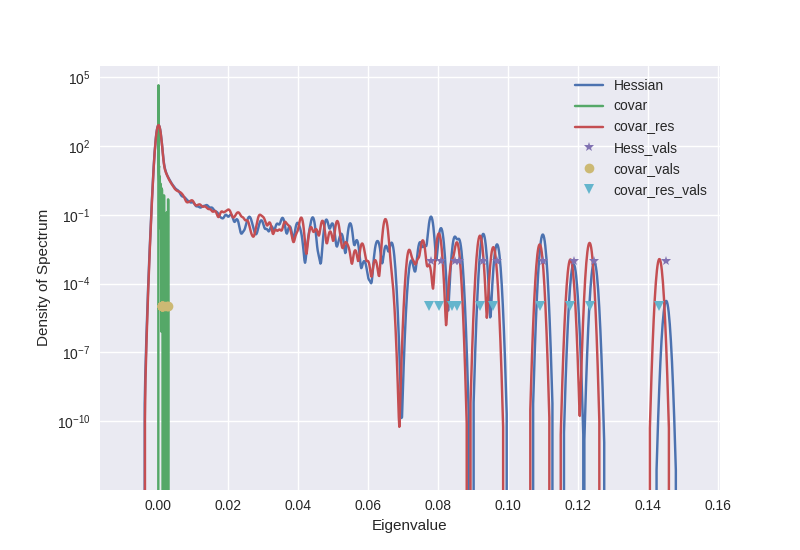 10^5
10^2
10^-1
10^-4
10^-7
10^-10
Density of Spectrum
Hessian
covar
covar_res
Hess_vals
covar_vals
covar_res_vals
0.00 0.02 0.04 0.06 0.08 0.10 0.12 0.14 0.16
Eigenvalue